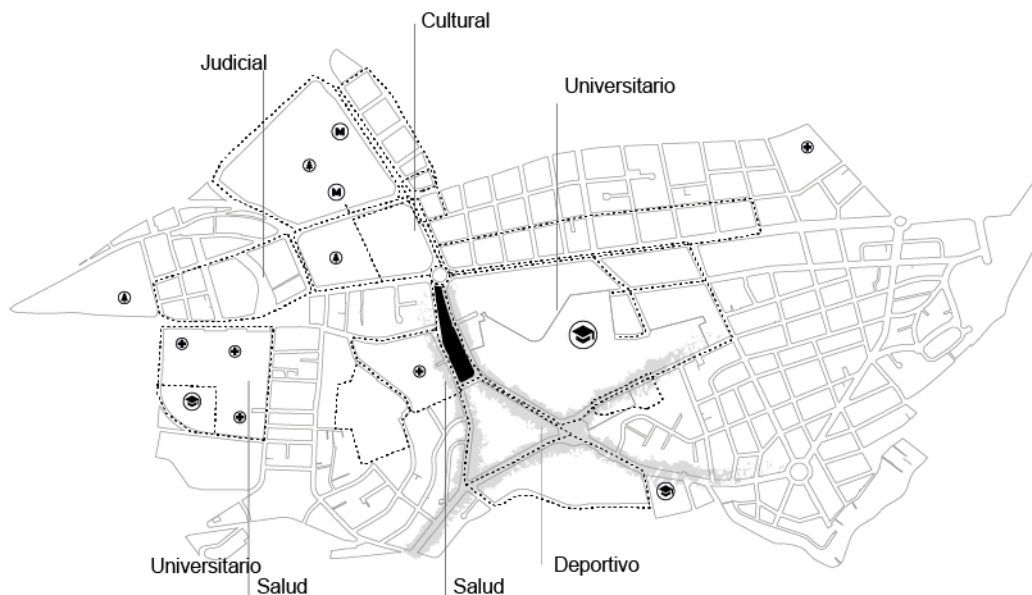 Cultural
Judicial
Universitario
M
M
Universitario
Salud
Salud
Deportivo